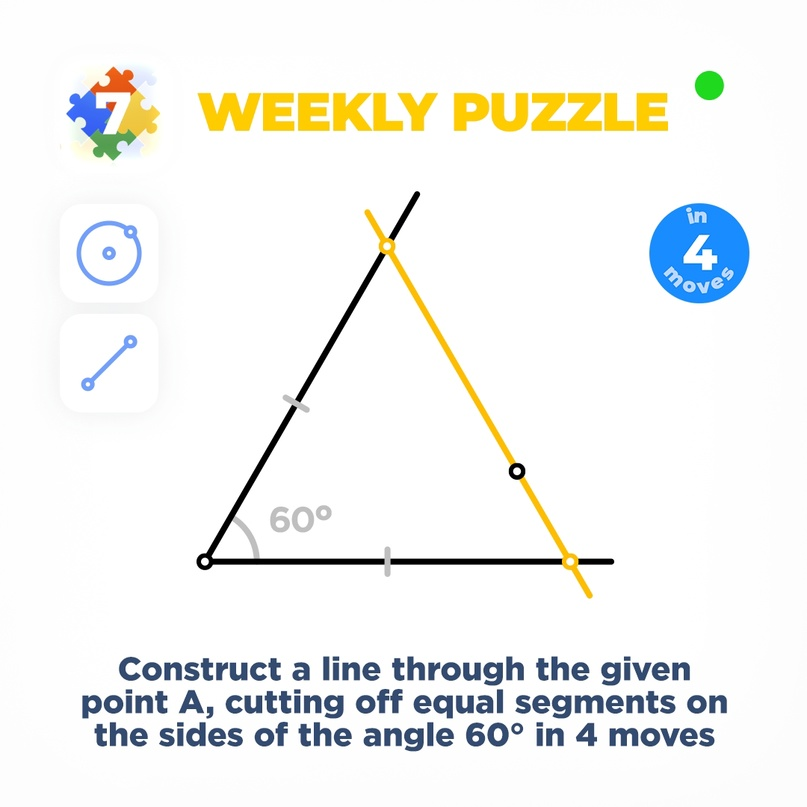 7
WEEKLY PUZZLE
in
4
moves
60°
Construct a line through the given
point A, cutting off equal segments on
the sides of the angle 60° in 4 moves